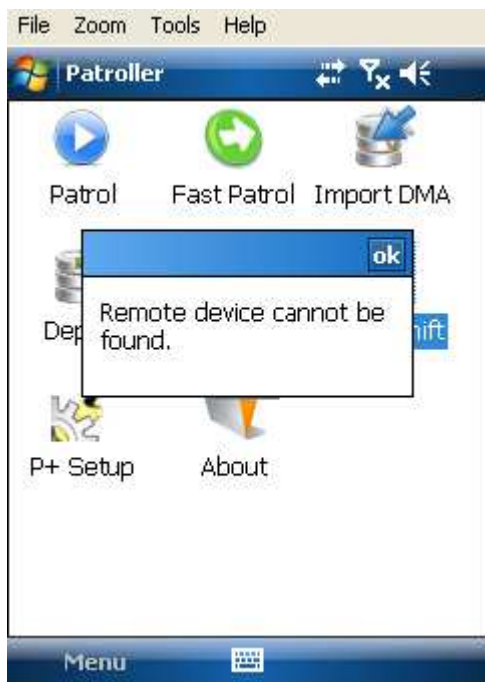 File Zoom Tools Help
Patroller
Patrol Fast Patrol Import DMA
ok
Remote device cannot be
found.
P+ Setup About
Menu